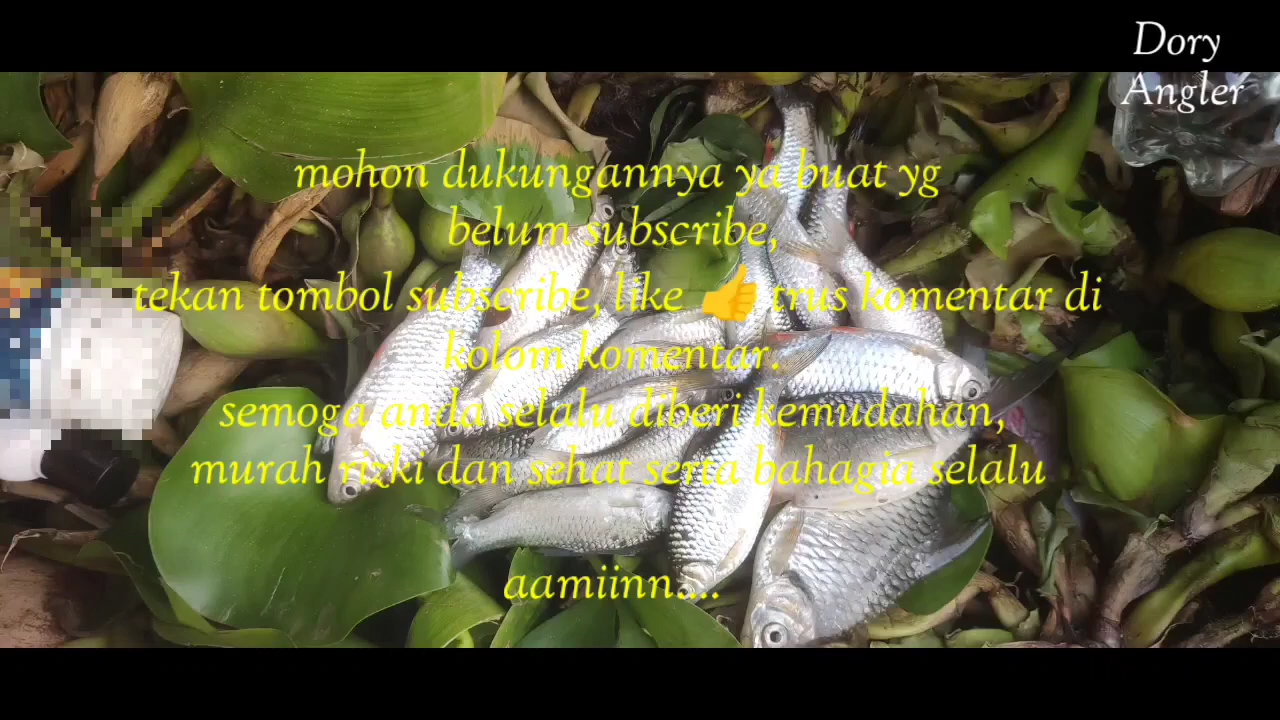 Dory
Angler
mohon dukungannya ya buat yg
belum subscribe,
tekan tombol subscribe, like 👍 trus komentar di
kolom komentar.
semoga anda selalu diberi kemudahan,
murah rizki dan sehat serta bahagia selalu
aamiinn....